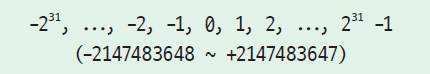 -2³¹, ..., -2, -1, 0, 1, 2, ..., 2³¹ -1
(-2147483648 ~ +2147483647)